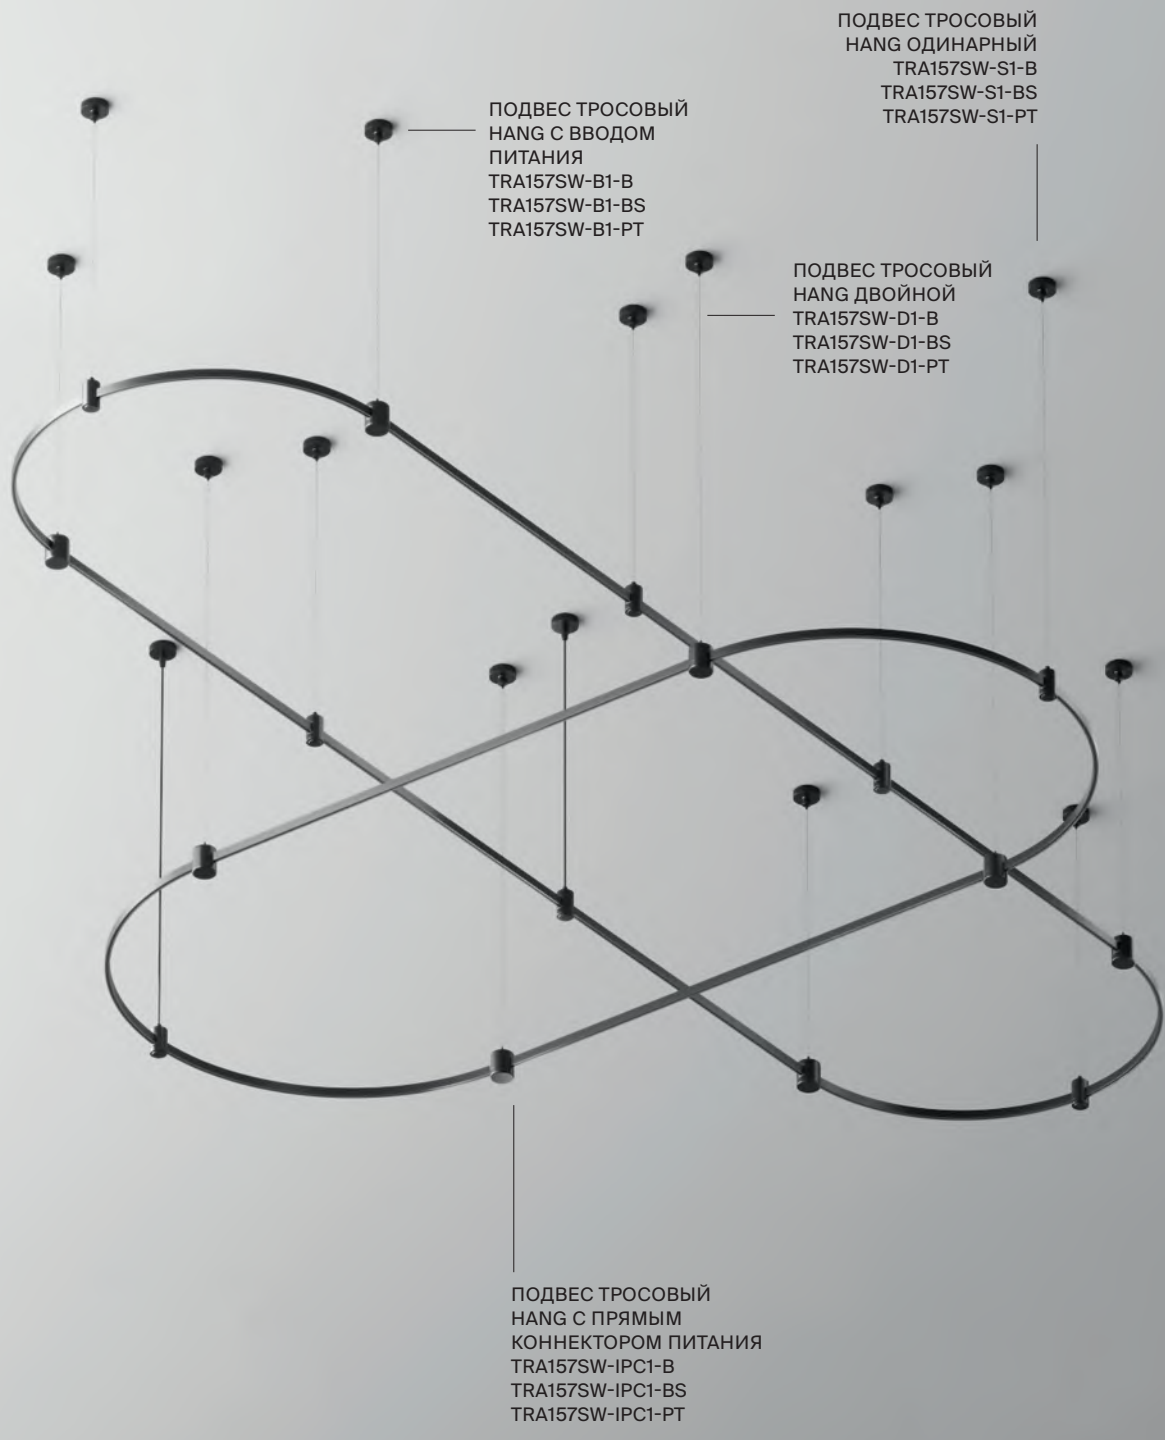 ПОДВЕС ТРОСОВЫЙ
HANG ОДИНАРНЫЙ
TRA157SW-S1-B
TRA157SW-S1-BS
TRA157SW-S1-PT
ПОДВЕС ТРОСОВЫЙ
HANG С ВВОДОМ
ПИТАНИЯ
TRA157SW-B1-B
TRA157SW-B1-BS
TRA157SW-B1-PT
ПОДВЕС ТРОСОВЫЙ
HANG ДВОЙНОЙ
TRA157SW-D1-B
TRA157SW-D1-BS
TRA157SW-D1-PT
ПОДВЕС ТРОСОВЫЙ
HANG С ПРЯМЫМ
КОННЕКТОРОМ ПИТАНИЯ
TRA157SW-IPC1-B
TRA157SW-IPC1-BS
TRA157SW-IPC1-PT